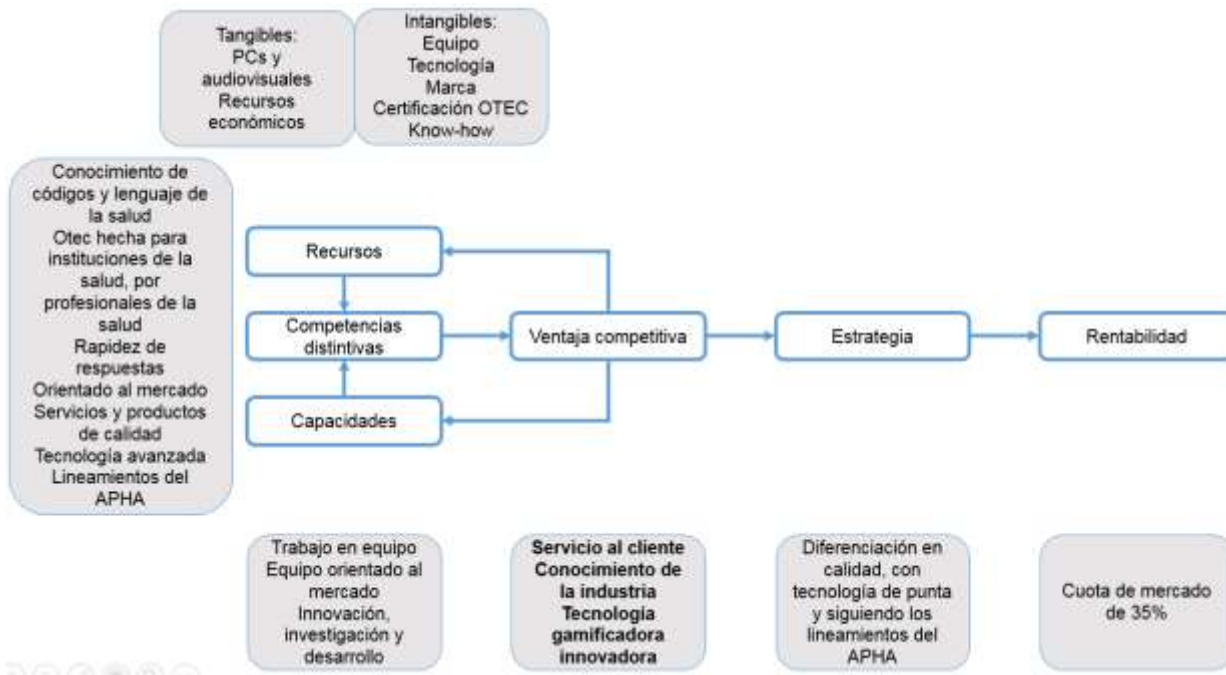 Tangibles:
PCs y
audiovisuales
Recursos
económicos
Intangibles:
Equipo
Tecnología
Marca
Certificación OTEC
Know-how
Conocimiento de
códigos y lenguaje de
la salud
Otec hecha para
instituciones de la
salud, por
profesionales de la
salud
Rapidez de
respuestas
Orientado al mercado
Servicios y productos
de calidad
Tecnología avanzada
Lineamientos del
APHA
Recursos
Competencias
distintivas
Ventaja competitiva
Estrategia
Rentabilidad
Capacidades
Trabajo en equipo
Equipo orientado al
mercado
Innovación,
investigación y
desarrollo
Servicio al cliente
Conocimiento de
la industria
Tecnología
gamificadora
innovadora
Diferenciación en
calidad, con
tecnología de punta
y siguiendo los
lineamientos del
APHA
Cuota de mercado
de 35%